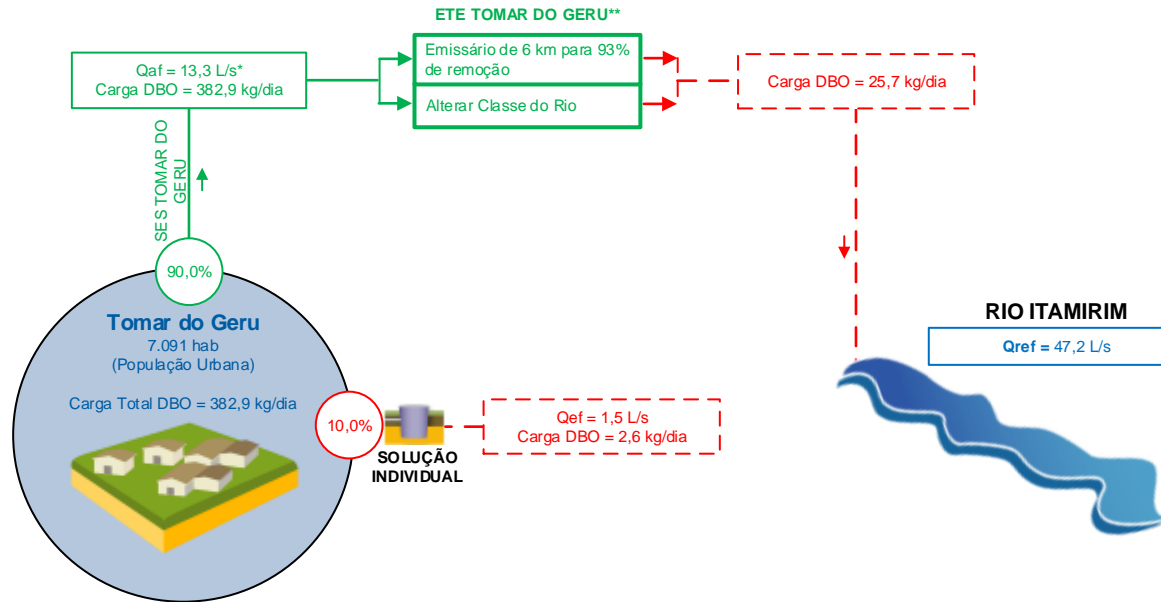 ETE TOMAR DO GERU**
Qaf = 13,3 L/s*
Carga DBO = 382,9 kg/dia
Emissário de 6 km para 93%
de remoção
Alterar Classe do Rio
Carga DBO = 25,7 kg/dia
SES TOMAR DO
GERU
90,0%
Tomar do Geru
7.091 hab
(População Urbana)
Carga Total DBO = 382,9 kg/dia
10,0%
SOLUÇÃO
INDIVIDUAL
Qef = 1,5 L/s
Carga DBO = 2,6 kg/dia
RIO ITAMIRIM
Qref = 47,2 L/s